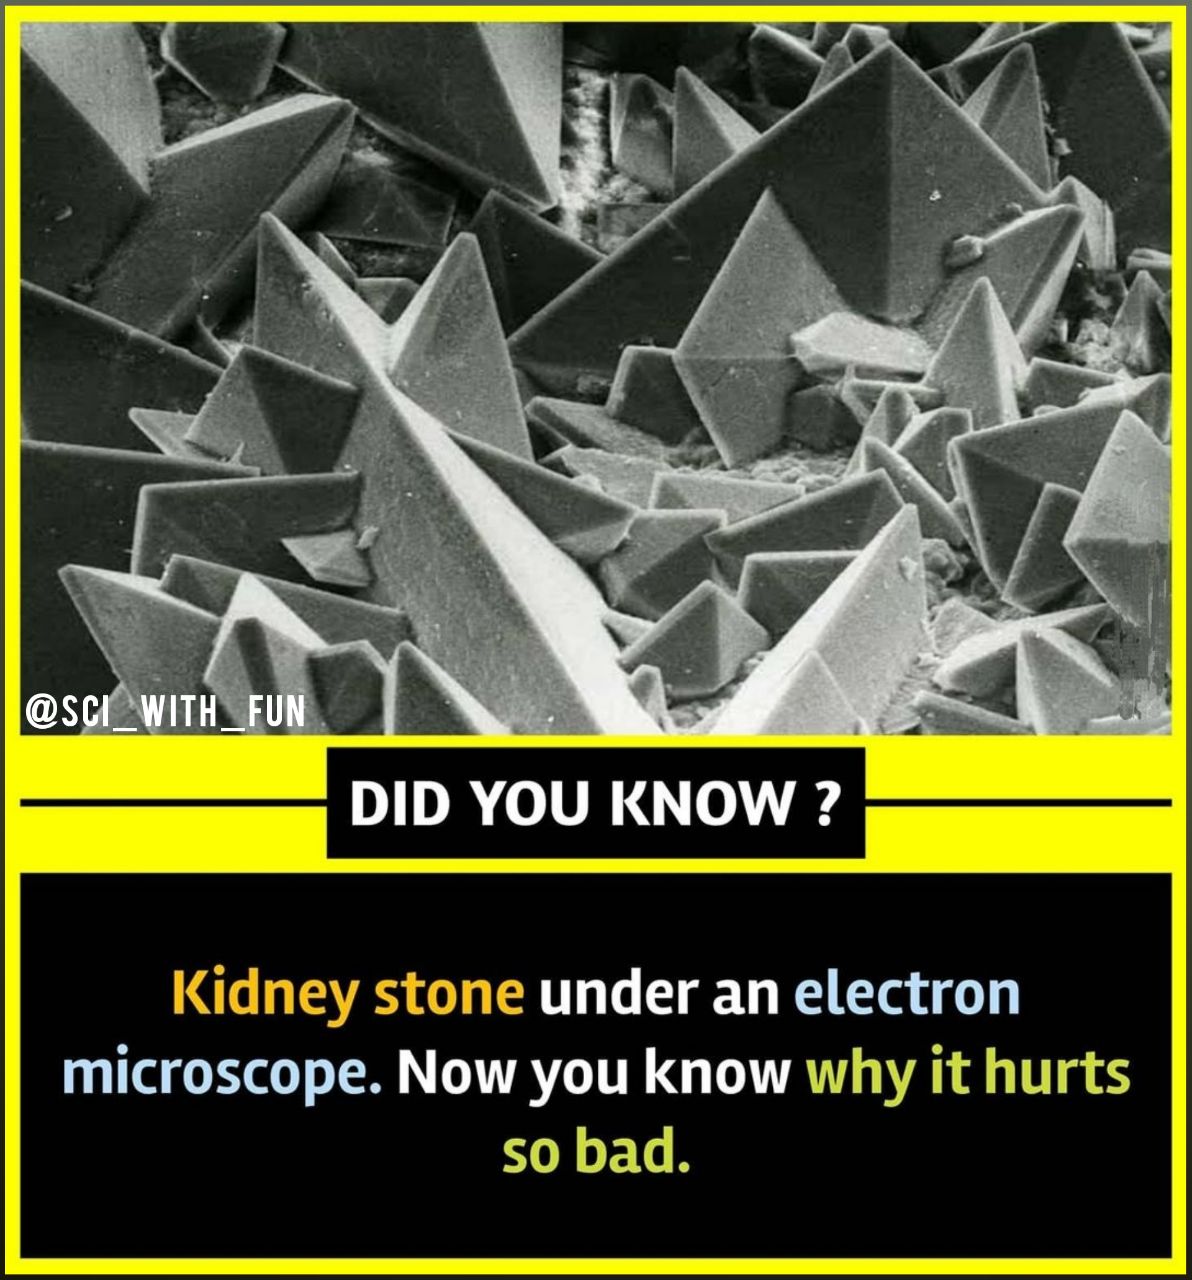 @SCI_WITH_FUN
DID YOU KNOW ?
Kidney stone under an electron
microscope. Now you know why it hurts
so bad.